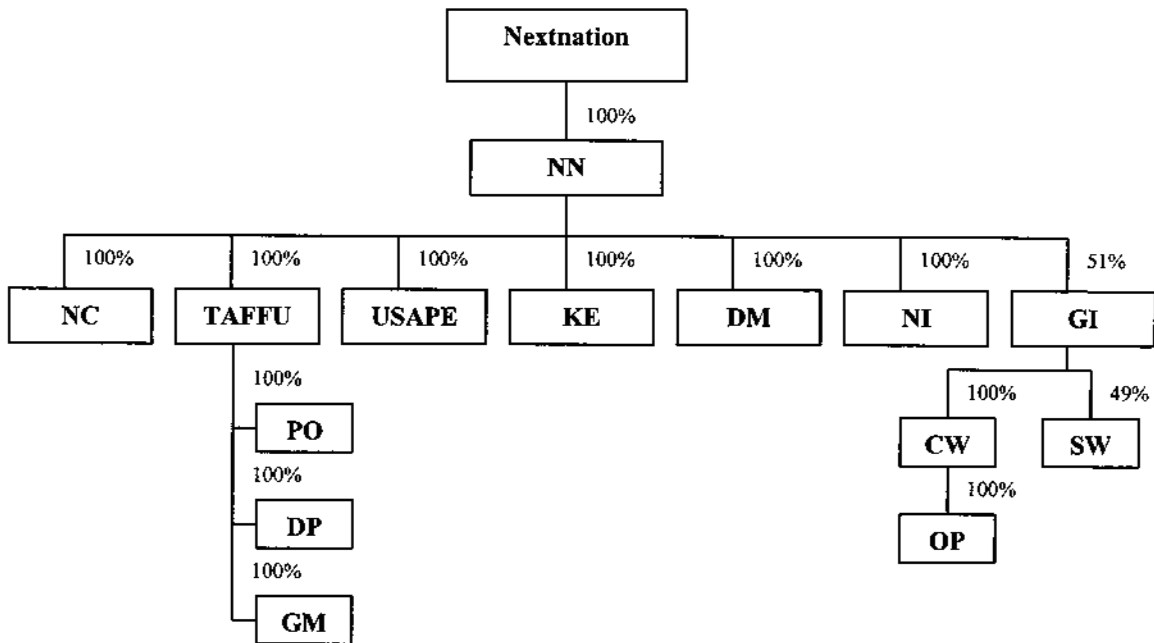 Nextnation
100%
NN
100% 100% 100% 100% 100% 100% 51%
NC TAFFU USAPE KE DM NI GI
100% 100% 49%
PO CW SW
100% 100%
DP OP
100%
GM